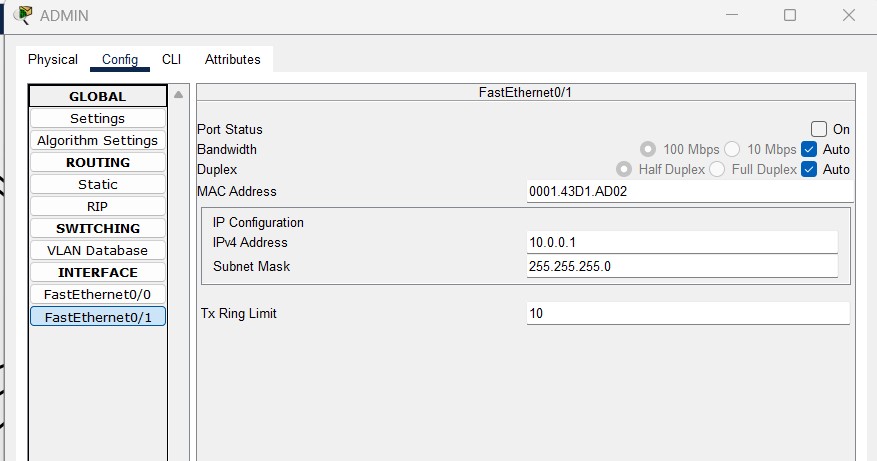 ADMIN
Physical Config CLI Attributes
GLOBAL
Settings
Algorithm Settings
ROUTING
Static
RIP
SWITCHING
VLAN Database
INTERFACE
FastEthernet0/0
FastEthernet0/1
FastEthernet0/1
Port Status On
Bandwidth 100 Mbps 10 Mbps Auto
Duplex Half Duplex Full Duplex Auto
MAC Address 0001.43D1.AD02
IP Configuration
IPv4 Address 10.0.0.1
Subnet Mask 255.255.255.0
Tx Ring Limit 10